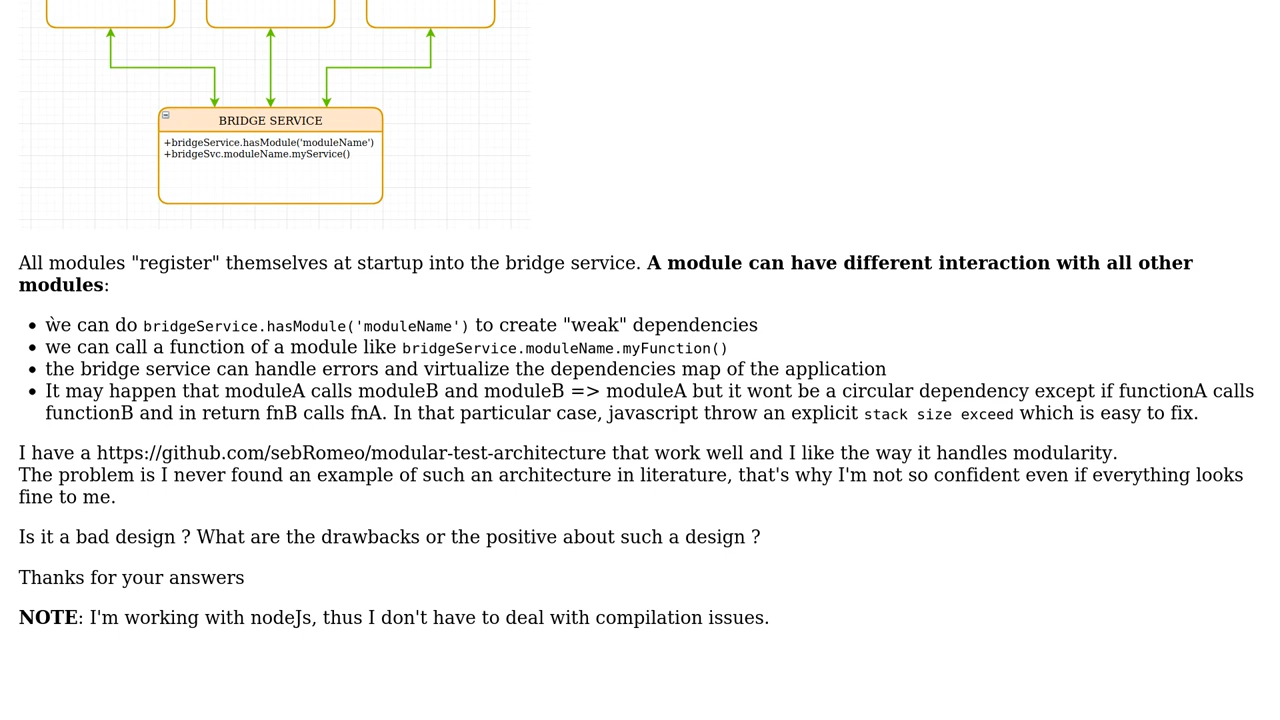 BRIDGE SERVICE
+bridgeService.hasModule('moduleName')
+bridgeSvc.moduleName.myService()
All modules "register" themselves at startup into the bridge service. A module can have different interaction with all other
modules:
ẁe can do bridgeService.hasModule('moduleName') to create "weak" dependencies
we can call a function of a module like bridgeService.moduleName.myFunction()
the bridge service can handle errors and virtualize the dependencies map of the application
It may happen that moduleA calls moduleB and moduleB => moduleA but it wont be a circular dependency except if functionA calls
functionB and in return fnB calls fnA. In that particular case, javascript throw an explicit stack size exceed which is easy to fix.
I have a https://github.com/sebRomeo/modular-test-architecture that work well and I like the way it handles modularity.
The problem is I never found an example of such an architecture in literature, that's why I'm not so confident even if everything looks
fine to me.
Is it a bad design ? What are the drawbacks or the positive about such a design ?
Thanks for your answers
NOTE: I'm working with nodeJs, thus I don't have to deal with compilation issues.